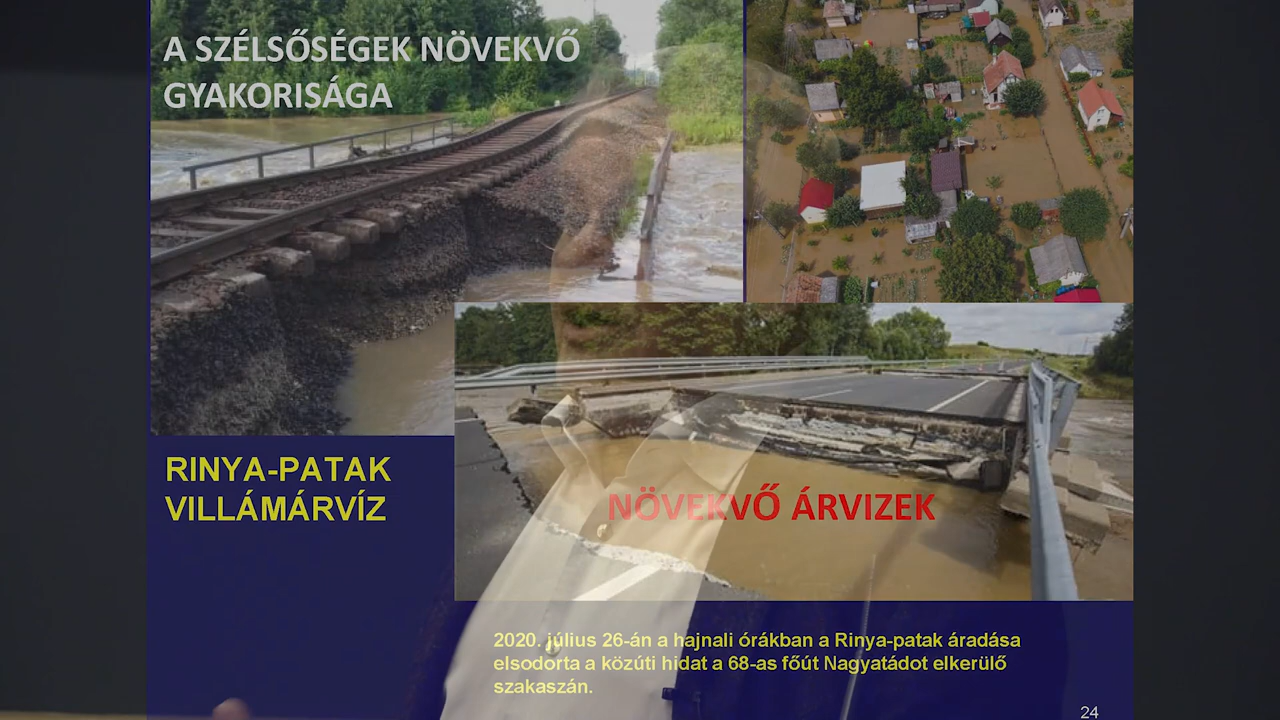 A SZÉLSŐSÉGEK NÖVEKVŐ
GYAKORISÁGA
RINYA-PATAK
VILLÁMÁRVÍZ
NÖVEKVŐ ÁRVIZEK
2020. július 26-án a hajnali órákban a Rinya-patak áradása
elsodorta a közúti hidat a 68-as főút Nagyatádot elkerülő
szakaszán.
24